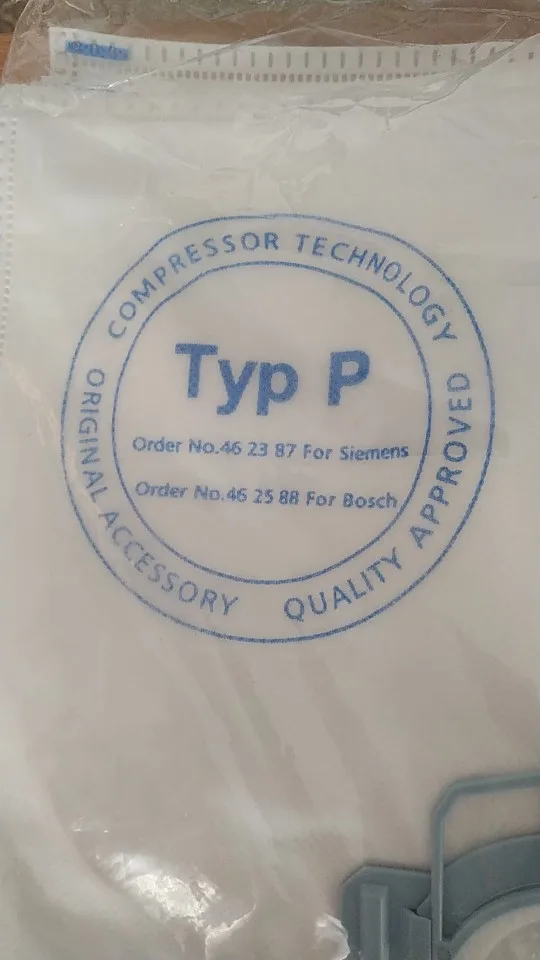 COMPRESSOR TECHNOLOGY
Typ P
Order No.46 23 87 For Siemens
Order No.46 25 88 For Bosch
ORIGINAL ACCESSORY
QUALITY APPROVED